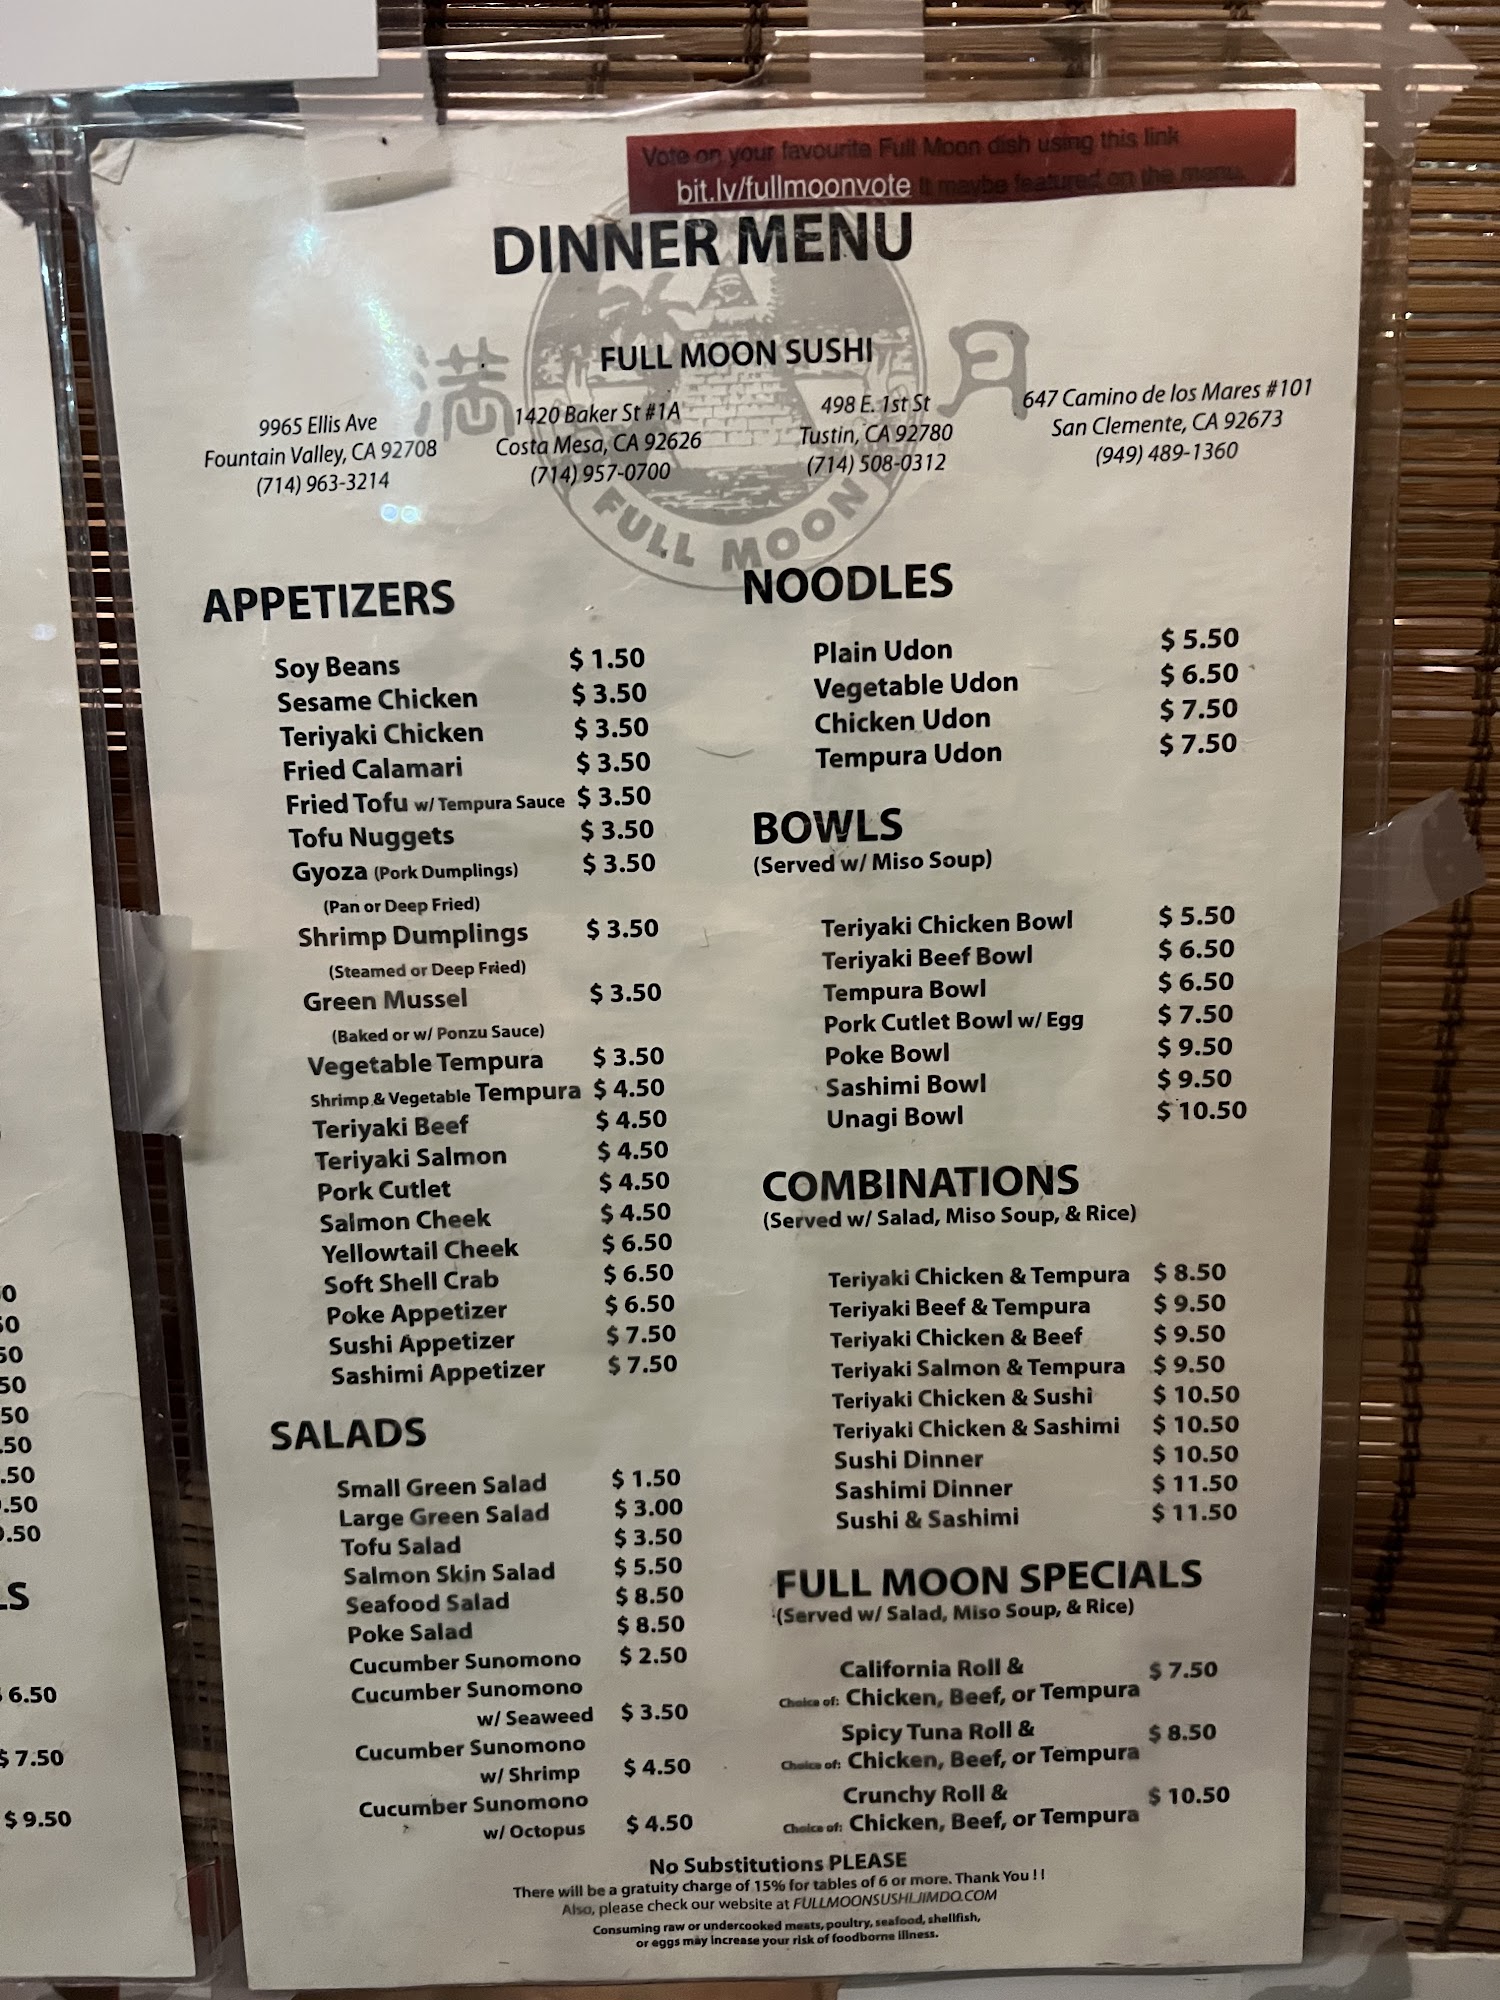 Vote on your favourite Full Moon dish using this link
bit.ly/fullmoonvote It maybe featured on the menu.
DINNER MENU
満 月
FULL MOON SUSHI
9965 Ellis Ave
Fountain Valley, CA 92708
(714) 963-3214
1420 Baker St #1A
Costa Mesa, CA 92626
(714) 957-0700
498 E. 1st St
Tustin, CA 92780
(714) 508-0312
647 Camino de los Mares #101
San Clemente, CA 92673
(949) 489-1360
FULL MOON
APPETIZERS
Soy Beans $ 1.50
Sesame Chicken $ 3.50
Teriyaki Chicken $ 3.50
Fried Calamari $ 3.50
Fried Tofu w/ Tempura Sauce $ 3.50
Tofu Nuggets $ 3.50
Gyoza (Pork Dumplings) $ 3.50
(Pan or Deep Fried)
Shrimp Dumplings $ 3.50
(Steamed or Deep Fried)
Green Mussel $ 3.50
(Baked or w/ Ponzu Sauce)
Vegetable Tempura $ 3.50
Shrimp & Vegetable Tempura $ 4.50
Teriyaki Beef $ 4.50
Teriyaki Salmon $ 4.50
Pork Cutlet $ 4.50
Salmon Cheek $ 4.50
Yellowtail Cheek $ 6.50
Soft Shell Crab $ 6.50
Poke Appetizer $ 6.50
Sushi Appetizer $ 7.50
Sashimi Appetizer $ 7.50
SALADS
Small Green Salad $ 1.50
Large Green Salad $ 3.00
Tofu Salad $ 3.50
Salmon Skin Salad $ 5.50
Seafood Salad $ 8.50
Poke Salad $ 8.50
Cucumber Sunomono $ 2.50
Cucumber Sunomono
w/ Seaweed $ 3.50
Cucumber Sunomono
w/ Shrimp $ 4.50
Cucumber Sunomono
w/ Octopus $ 4.50
NOODLES
Plain Udon $ 5.50
Vegetable Udon $ 6.50
Chicken Udon $ 7.50
Tempura Udon $ 7.50
BOWLS
(Served w/ Miso Soup)
Teriyaki Chicken Bowl $ 5.50
Teriyaki Beef Bowl $ 6.50
Tempura Bowl $ 6.50
Pork Cutlet Bowl w/ Egg $ 7.50
Poke Bowl $ 9.50
Sashimi Bowl $ 9.50
Unagi Bowl $ 10.50
COMBINATIONS
(Served w/ Salad, Miso Soup, & Rice)
Teriyaki Chicken & Tempura $ 8.50
Teriyaki Beef & Tempura $ 9.50
Teriyaki Chicken & Beef $ 9.50
Teriyaki Salmon & Tempura $ 9.50
Teriyaki Chicken & Sushi $ 10.50
Teriyaki Chicken & Sashimi $ 10.50
Sushi Dinner $ 10.50
Sashimi Dinner $ 11.50
Sushi & Sashimi $ 11.50
FULL MOON SPECIALS
(Served w/ Salad, Miso Soup, & Rice)
California Roll & $ 7.50
Choice of: Chicken, Beef, or Tempura
Spicy Tuna Roll & $ 8.50
Choice of: Chicken, Beef, or Tempura
Crunchy Roll & $ 10.50
Choice of: Chicken, Beef, or Tempura
No Substitutions PLEASE
There will be a gratuity charge of 15% for tables of 6 or more. Thank You ! !
Also, please check our website at FULLMOONSUSHI.JIMDO.COM
Consuming raw or undercooked meats, poultry, seafood, shellfish,
or eggs may increase your risk of foodborne illness.
6.50
$ 7.50
$ 9.50